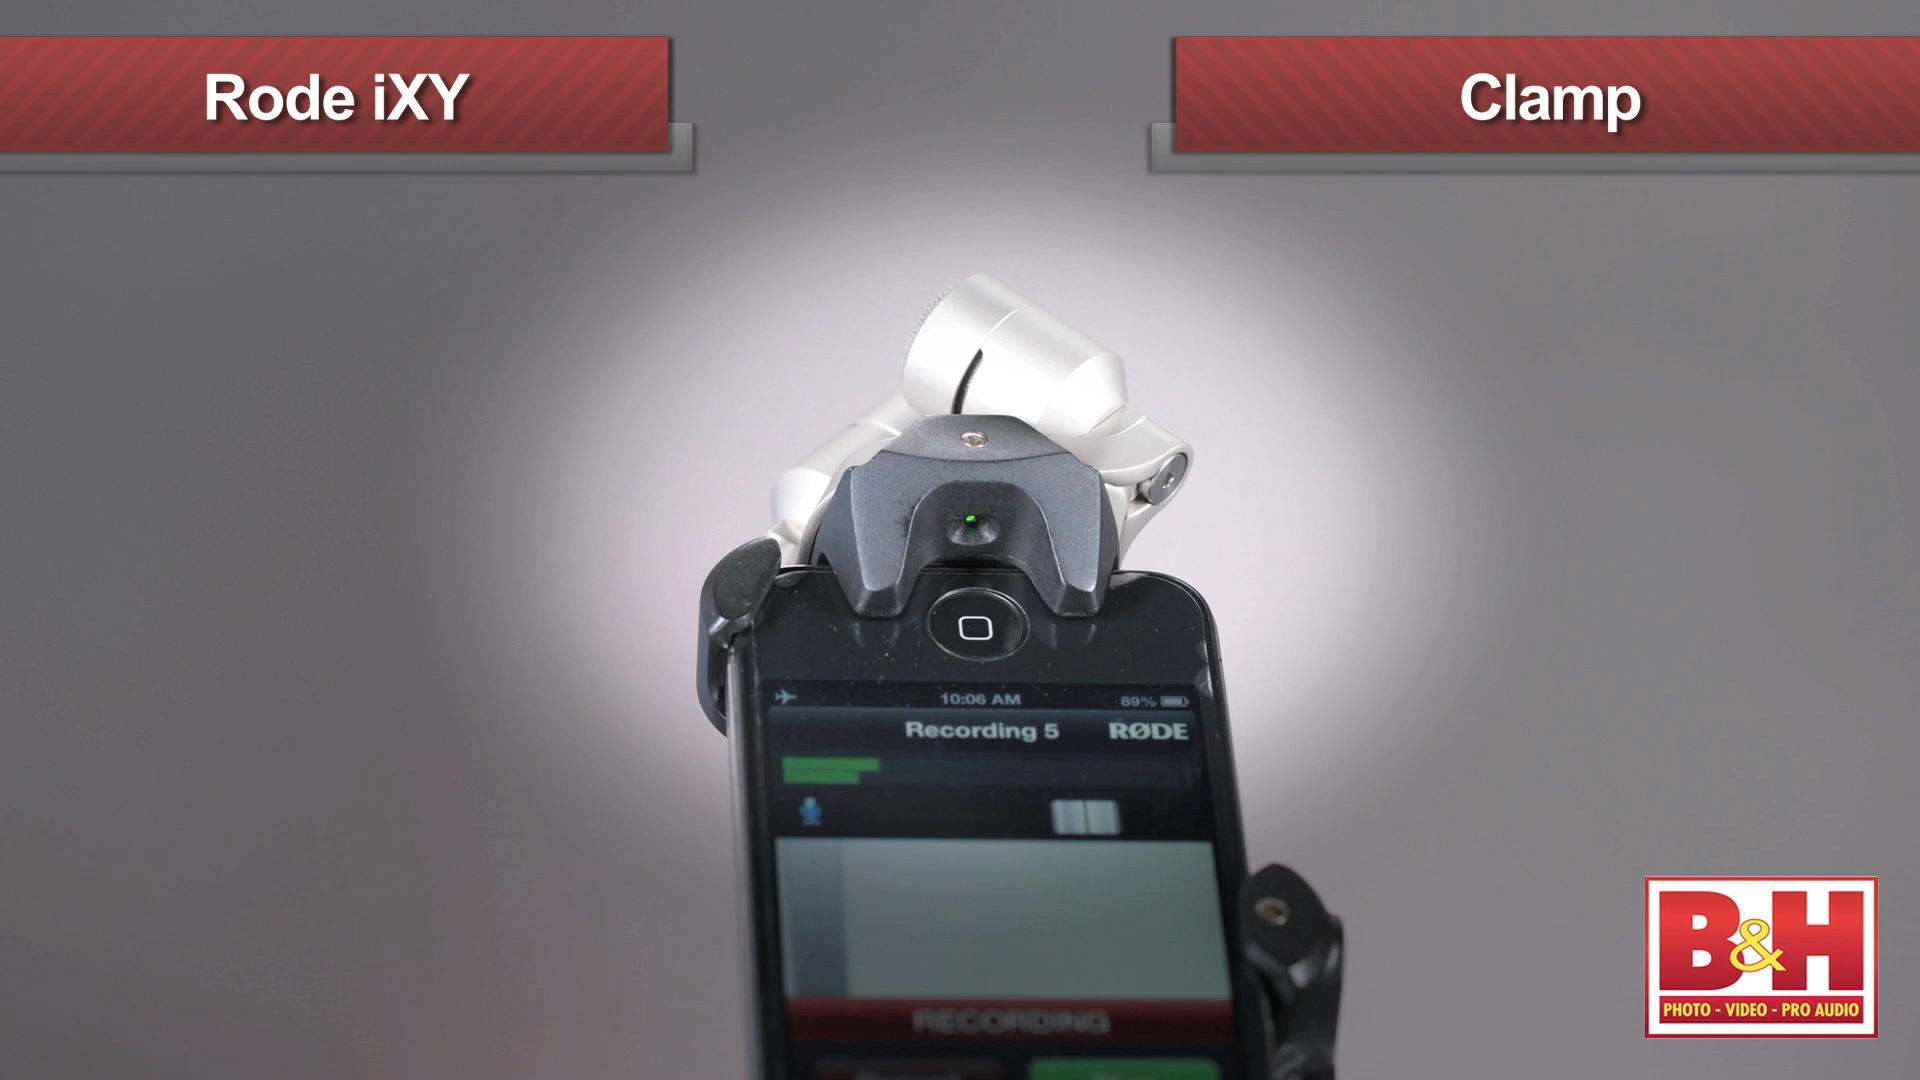 Rode iXY
Clamp
10:06 AM
89%
Recording 5
RØDE
RECORDING
B&H
PHOTO - VIDEO - PRO AUDIO